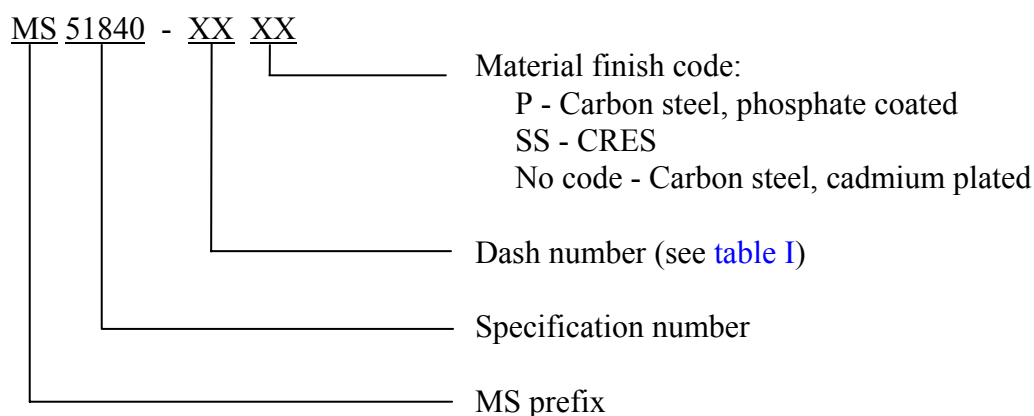 MS 51840 - XX XX
Material finish code:
P - Carbon steel, phosphate coated
SS - CRES
No code - Carbon steel, cadmium plated
Dash number (see table I)
Specification number
MS prefix